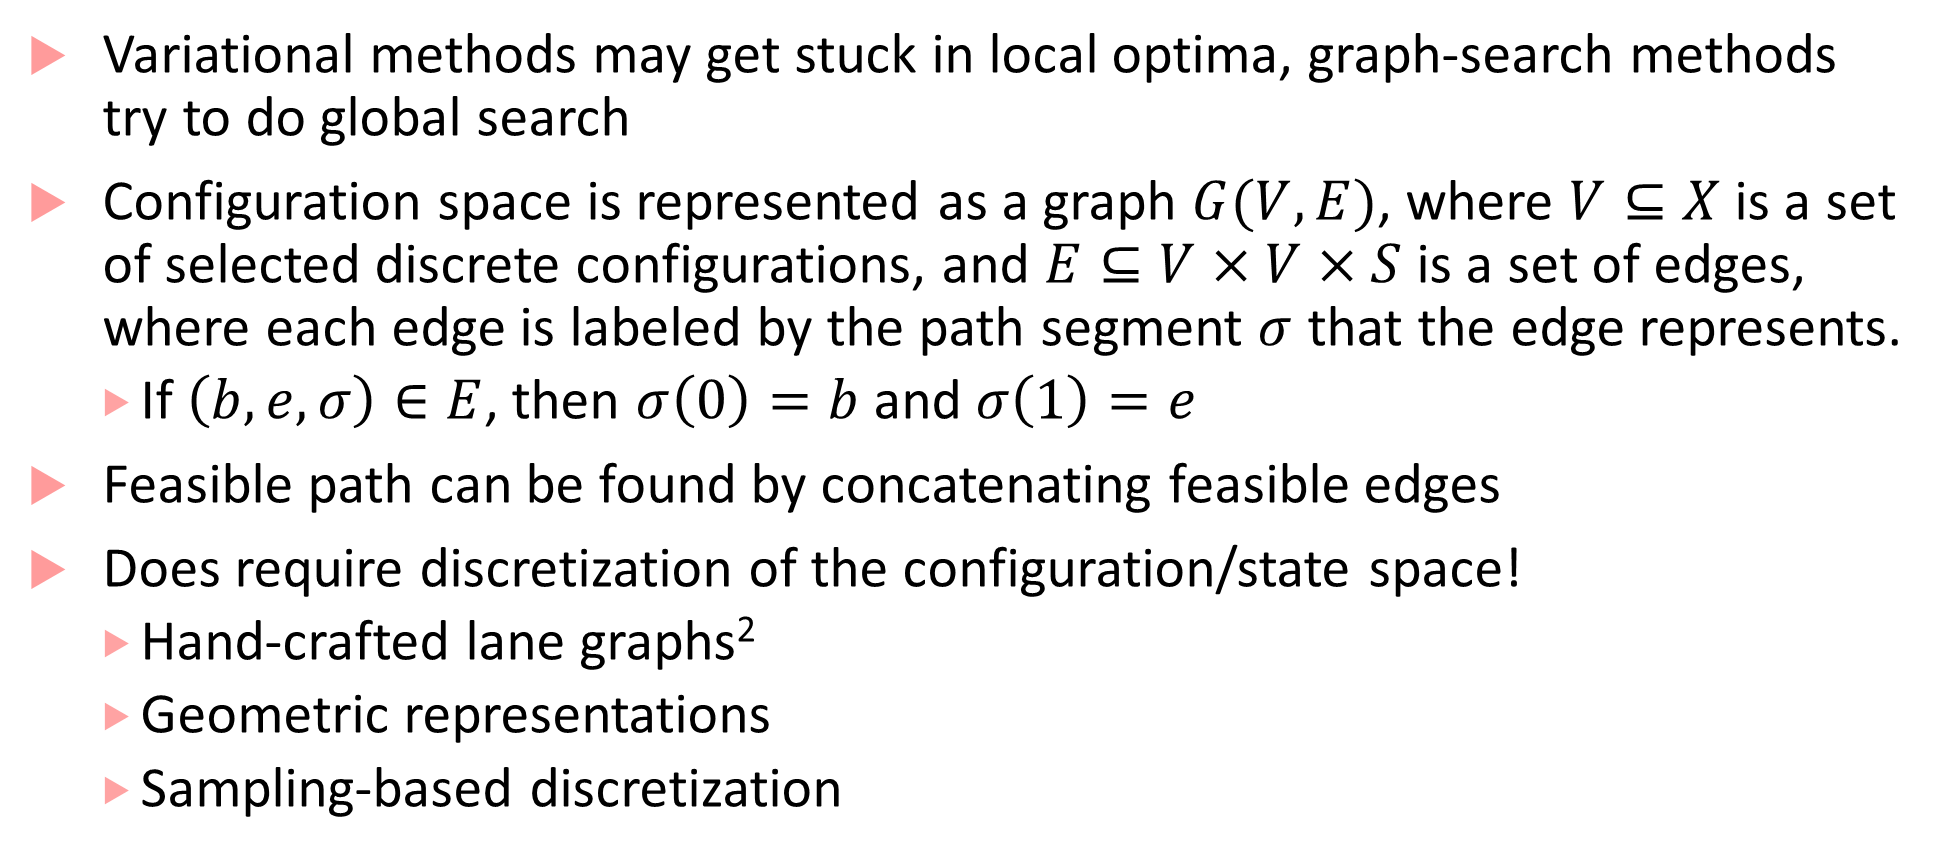 Variational methods may get stuck in local optima, graph-search methods
try to do global search
Configuration space is represented as a graph G(V, E), where V ⊆ X is a set
of selected discrete configurations, and E ⊆ V × V × S is a set of edges,
where each edge is labeled by the path segment σ that the edge represents.
If (b, e, σ) ∈ E, then σ(0) = b and σ(1) = e
Feasible path can be found by concatenating feasible edges
Does require discretization of the configuration/state space!
Hand-crafted lane graphs²
Geometric representations
Sampling-based discretization